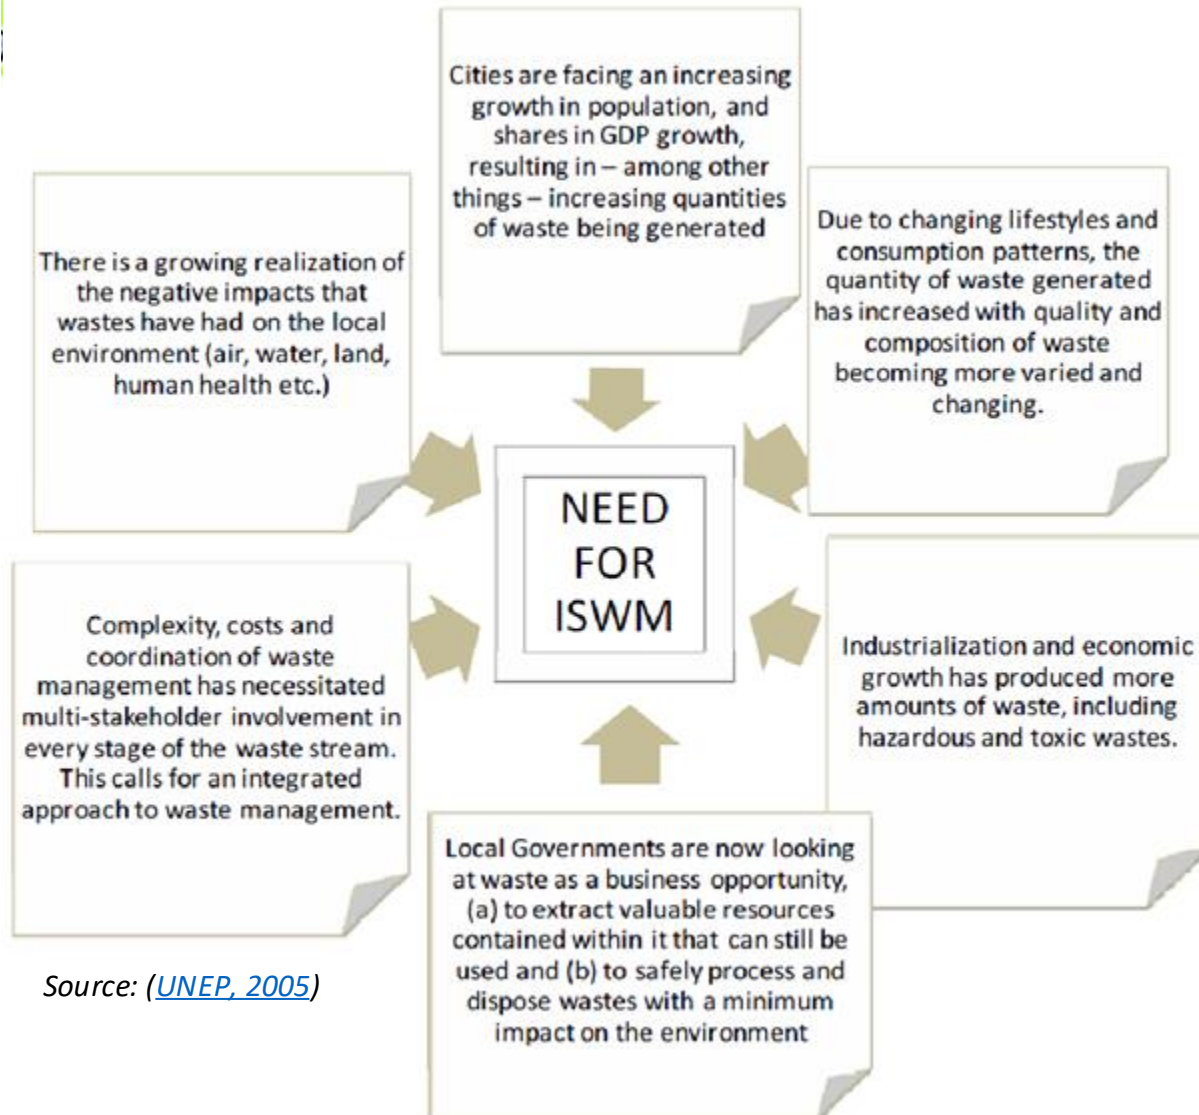 Cities are facing an increasing
growth in population, and
shares in GDP growth,
resulting in – among other
things – increasing quantities
of waste being generated
There is a growing realization of
the negative impacts that
wastes have had on the local
environment (air, water, land,
human health etc.)
Due to changing lifestyles and
consumption patterns, the
quantity of waste generated
has increased with quality and
composition of waste
becoming more varied and
changing.
NEED
FOR
ISWM
Complexity, costs and
coordination of waste
management has necessitated
multi-stakeholder involvement in
every stage of the waste stream.
This calls for an integrated
approach to waste management.
Industrialization and economic
growth has produced more
amounts of waste, including
hazardous and toxic wastes.
Local Governments are now looking
at waste as a business opportunity,
(a) to extract valuable resources
contained within it that can still be
used and (b) to safely process and
dispose wastes with a minimum
impact on the environment
Source: (UNEP, 2005)